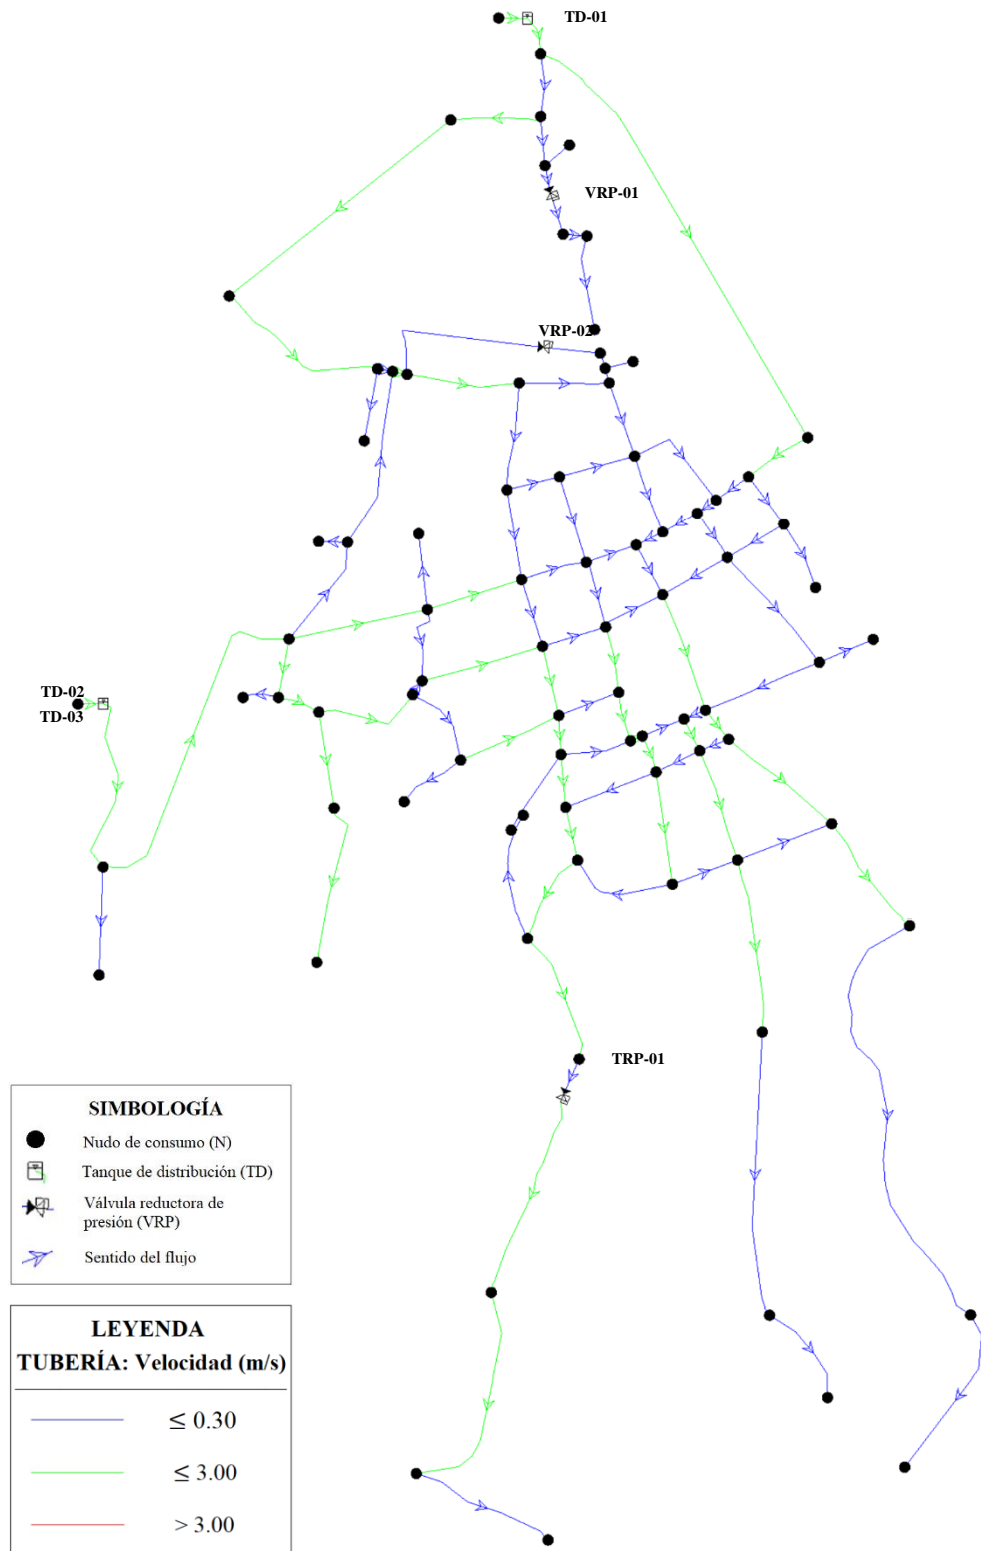 TD-01
VRP-01
VRP-02
TD-02
TD-03
TRP-01
SIMBOLOGÍA
Nudo de consumo (N)
Tanque de distribución (TD)
Válvula reductora de
presión (VRP)
Sentido del flujo
LEYENDA
TUBERÍA: Velocidad (m/s)
≤ 0.30
≤ 3.00
> 3.00